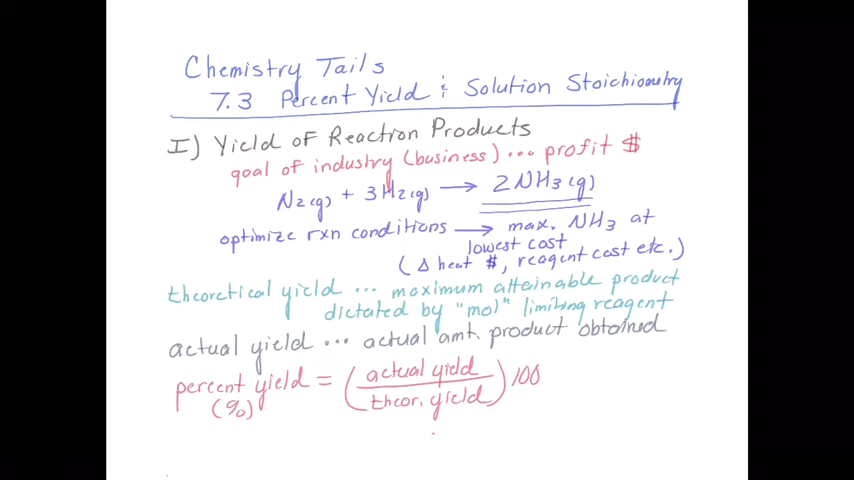 Chemistry Tails
7.3 Percent Yield & Solution Stoichiometry
I) Yield of Reaction Products
goal of industry (business)... profit $
N2(g) + 3H2(g) → 2NH3(g)
optimize rxn conditions → max. NH3 at
lowest cost
(Δ heat $, reagent cost etc.)
theoretical yield ... maximum attainable product
dictated by "mol" limiting reagent
actual yield ... actual amt. product obtained
percent yield = (actual yield / theor. yield) 100
(%)